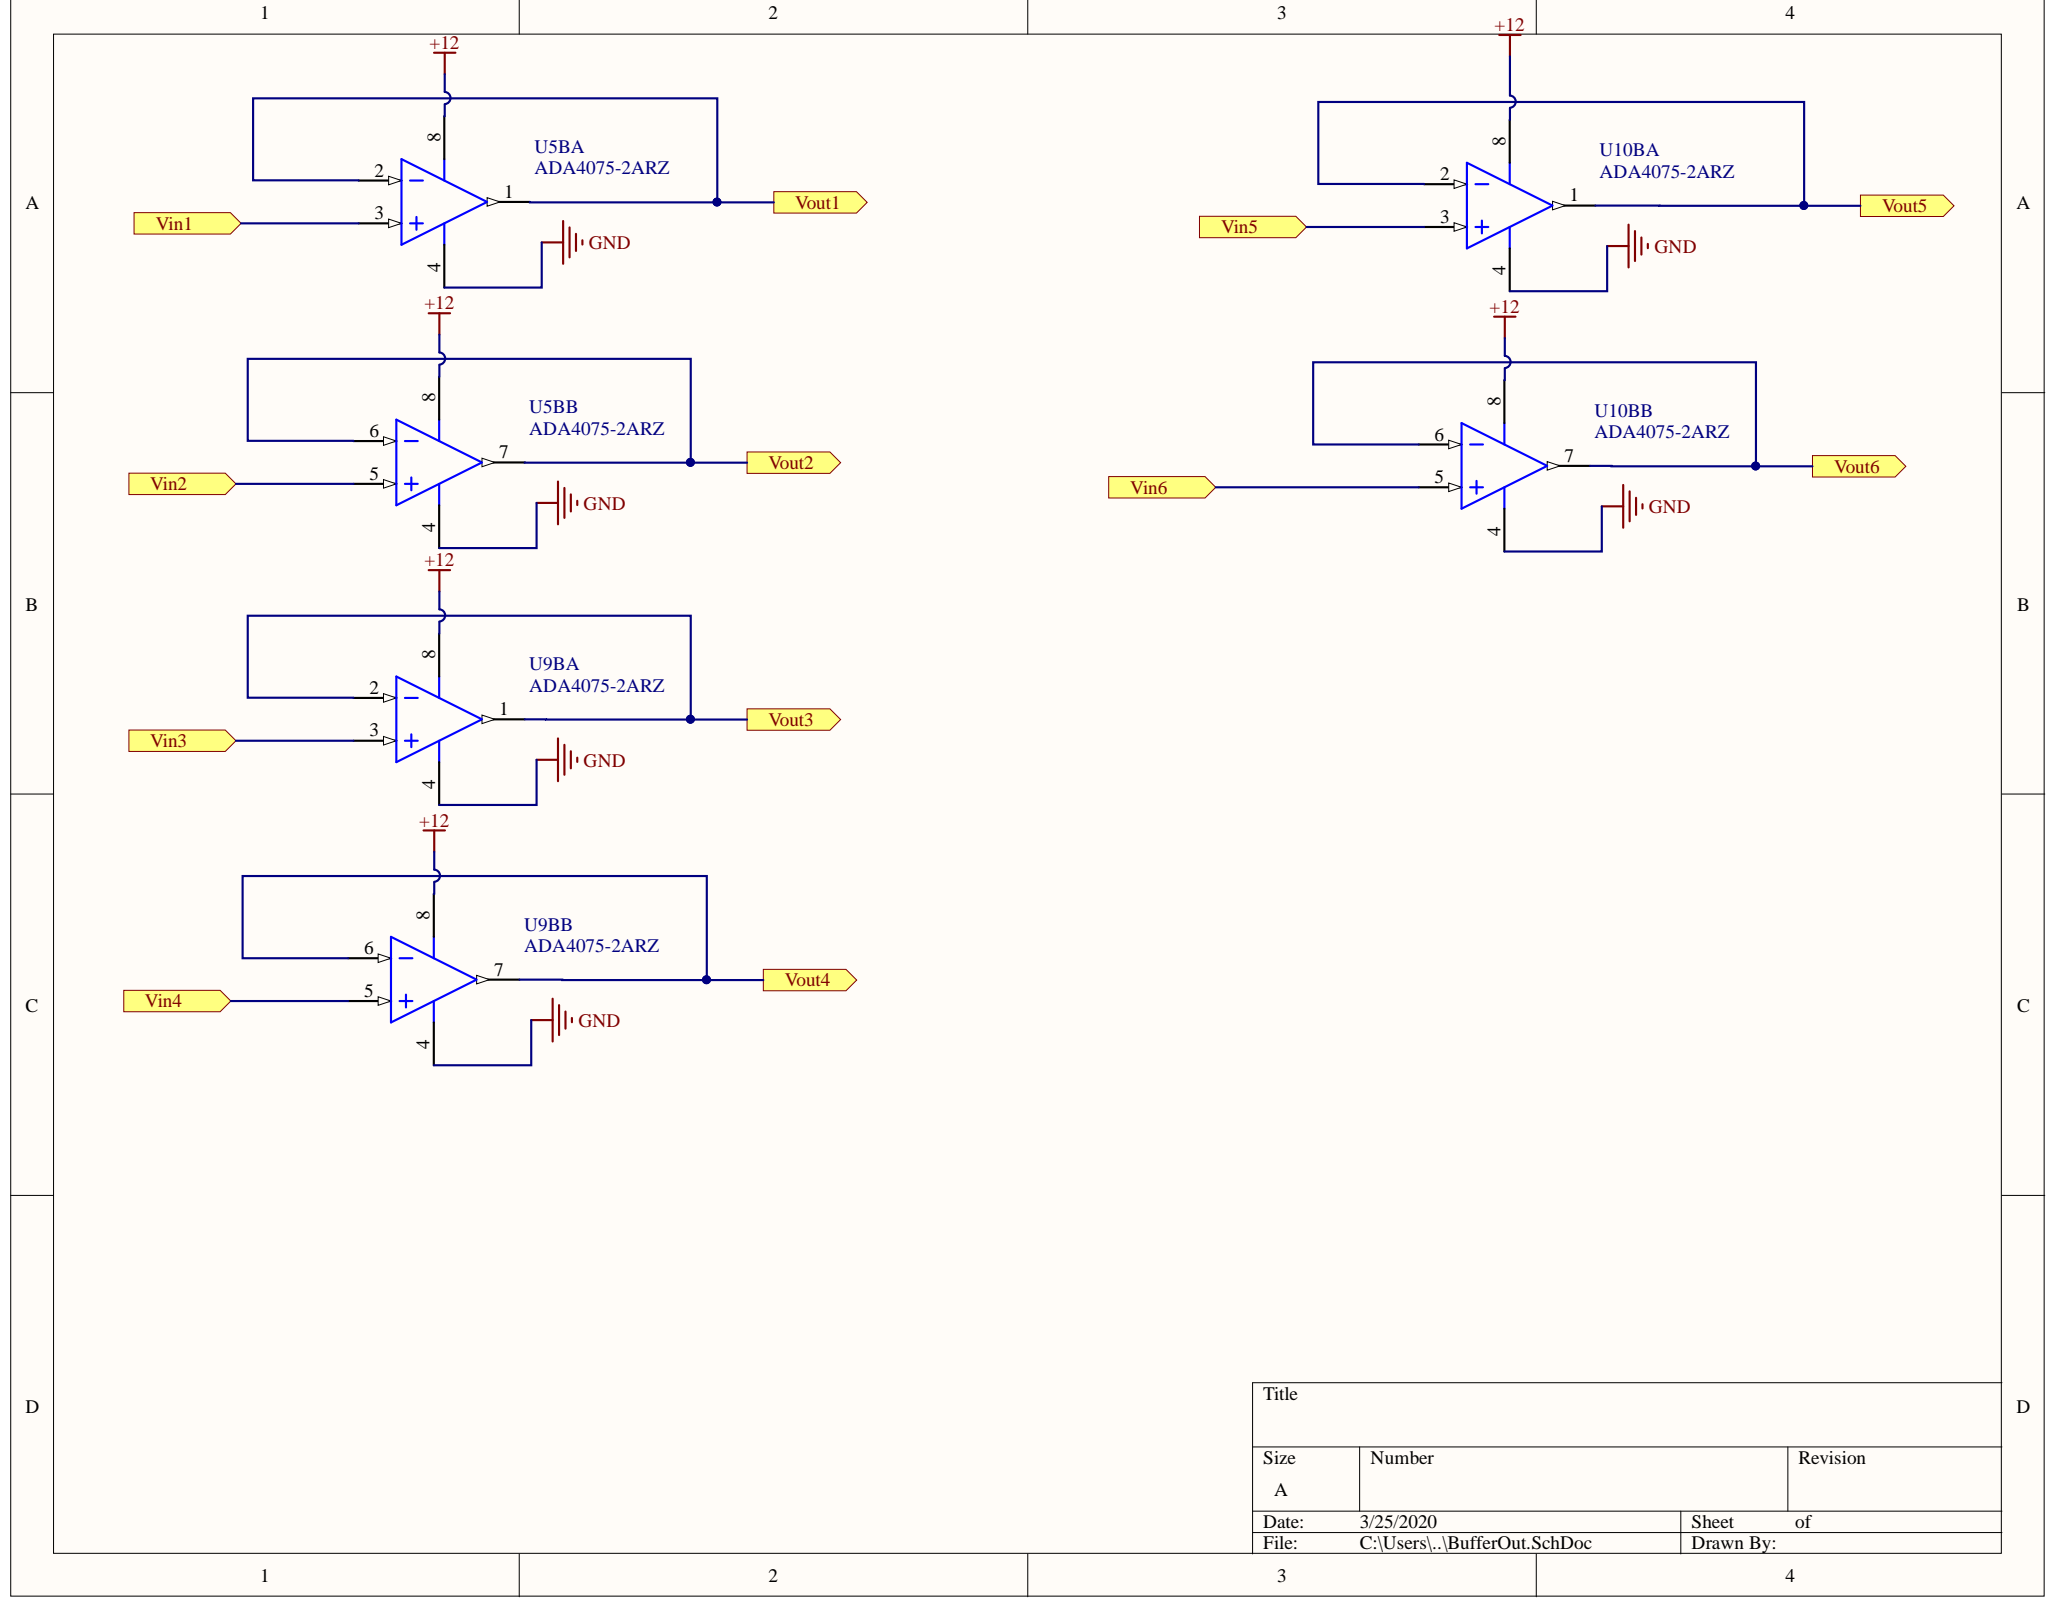 1 2 3 4
+12
+12
8
8
U5BA
ADA4075-2ARZ
U10BA
ADA4075-2ARZ
2
1
2
1
A
Vin1
3
Vout1
Vin5
3
Vout5
A
GND
GND
4
4
+12
+12
8
8
U5BB
ADA4075-2ARZ
U10BB
ADA4075-2ARZ
6
7
6
7
Vin2
5
Vout2
Vin6
5
Vout6
GND
GND
4
4
+12
B
B
8
U9BA
ADA4075-2ARZ
2
1
Vin3
3
Vout3
GND
4
+12
8
U9BB
ADA4075-2ARZ
6
7
Vin4
5
Vout4
C
C
GND
4
D
D
Title
Size Number Revision
A
Date: 3/25/2020 Sheet of
File: C:\Users\..\BufferOut.SchDoc Drawn By:
1 2 3 4